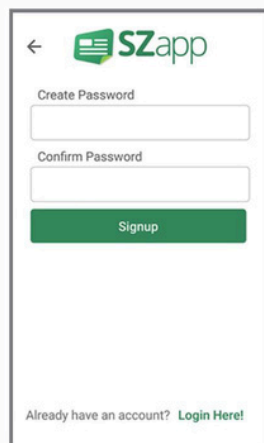 SZapp
Create Password
Confirm Password
Signup
Already have an account? Login Here!